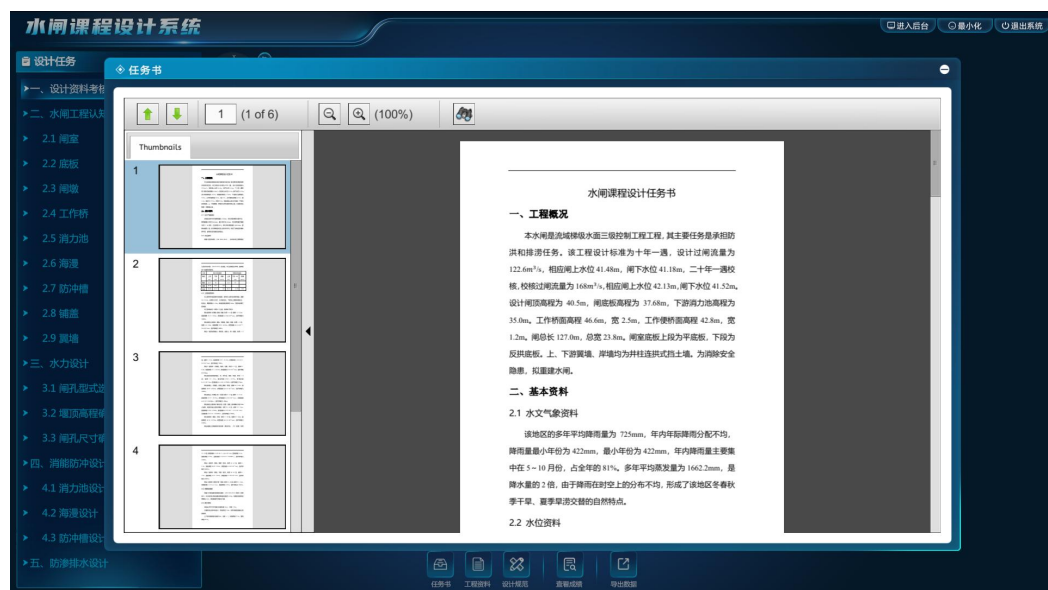 水闸课程设计系统
进入后台
最小化
退出系统
设计任务
一、设计资料考核
二、水闸工程认知
2.1 闸室
2.2 底板
2.3 闸墩
2.4 工作桥
2.5 消力池
2.6 海漫
2.7 防冲槽
2.8 铺盖
2.9 翼墙
三、水力设计
3.1 闸孔型式选
3.2 堰顶高程确
3.3 闸孔尺寸确
四、消能防冲设计
4.1 消力池设计
4.2 海漫设计
4.3 防冲槽设计
五、防渗排水设计
任务书
1 (1 of 6)
(100%)
Thumbnails
1
2
3
4
水闸课程设计任务书
一、工程概况
本水闸是流域梯级水面三级控制工程工程,其主要任务是承担防
洪和排涝任务。该工程设计标准为十年一遇,设计过闸流量为
122.6m³/s,相应闸上水位 41.48m,闸下水位 41.18m,二十年一遇校
核,校核过闸流量为 168m³/s,相应闸上水位 42.13m,闸下水位 41.52m。
设计闸顶高程为 40.5m,闸底板高程为 37.68m,下游消力池高程为
35.0m。工作桥面高程 46.6m,宽 2.5m,工作便桥面高程 42.8m,宽
1.2m。闸总长 127.0m,总宽 23.8m。闸室底板上段为平底板,下段为
反拱底板。上、下游翼墙、岸墙均为井柱连拱式挡土墙。为消除安全
隐患,拟重建水闸。
二、基本资料
2.1 水文气象资料
该地区的多年平均降雨量为 725mm,年内年际降雨分配不均,
降雨量最小年份为 422mm,最小年份为 422mm,年内降雨量主要集
中在 5~10 月份,占全年的 81%。多年平均蒸发量为 1662.2mm,是
降水量的 2 倍,由于降雨在时空上的分布不均,形成了该地区冬春秋
季干旱、夏季旱涝交替的自然特点。
2.2 水位资料
任务书
工程资料
设计规范
查看成绩
导出数据